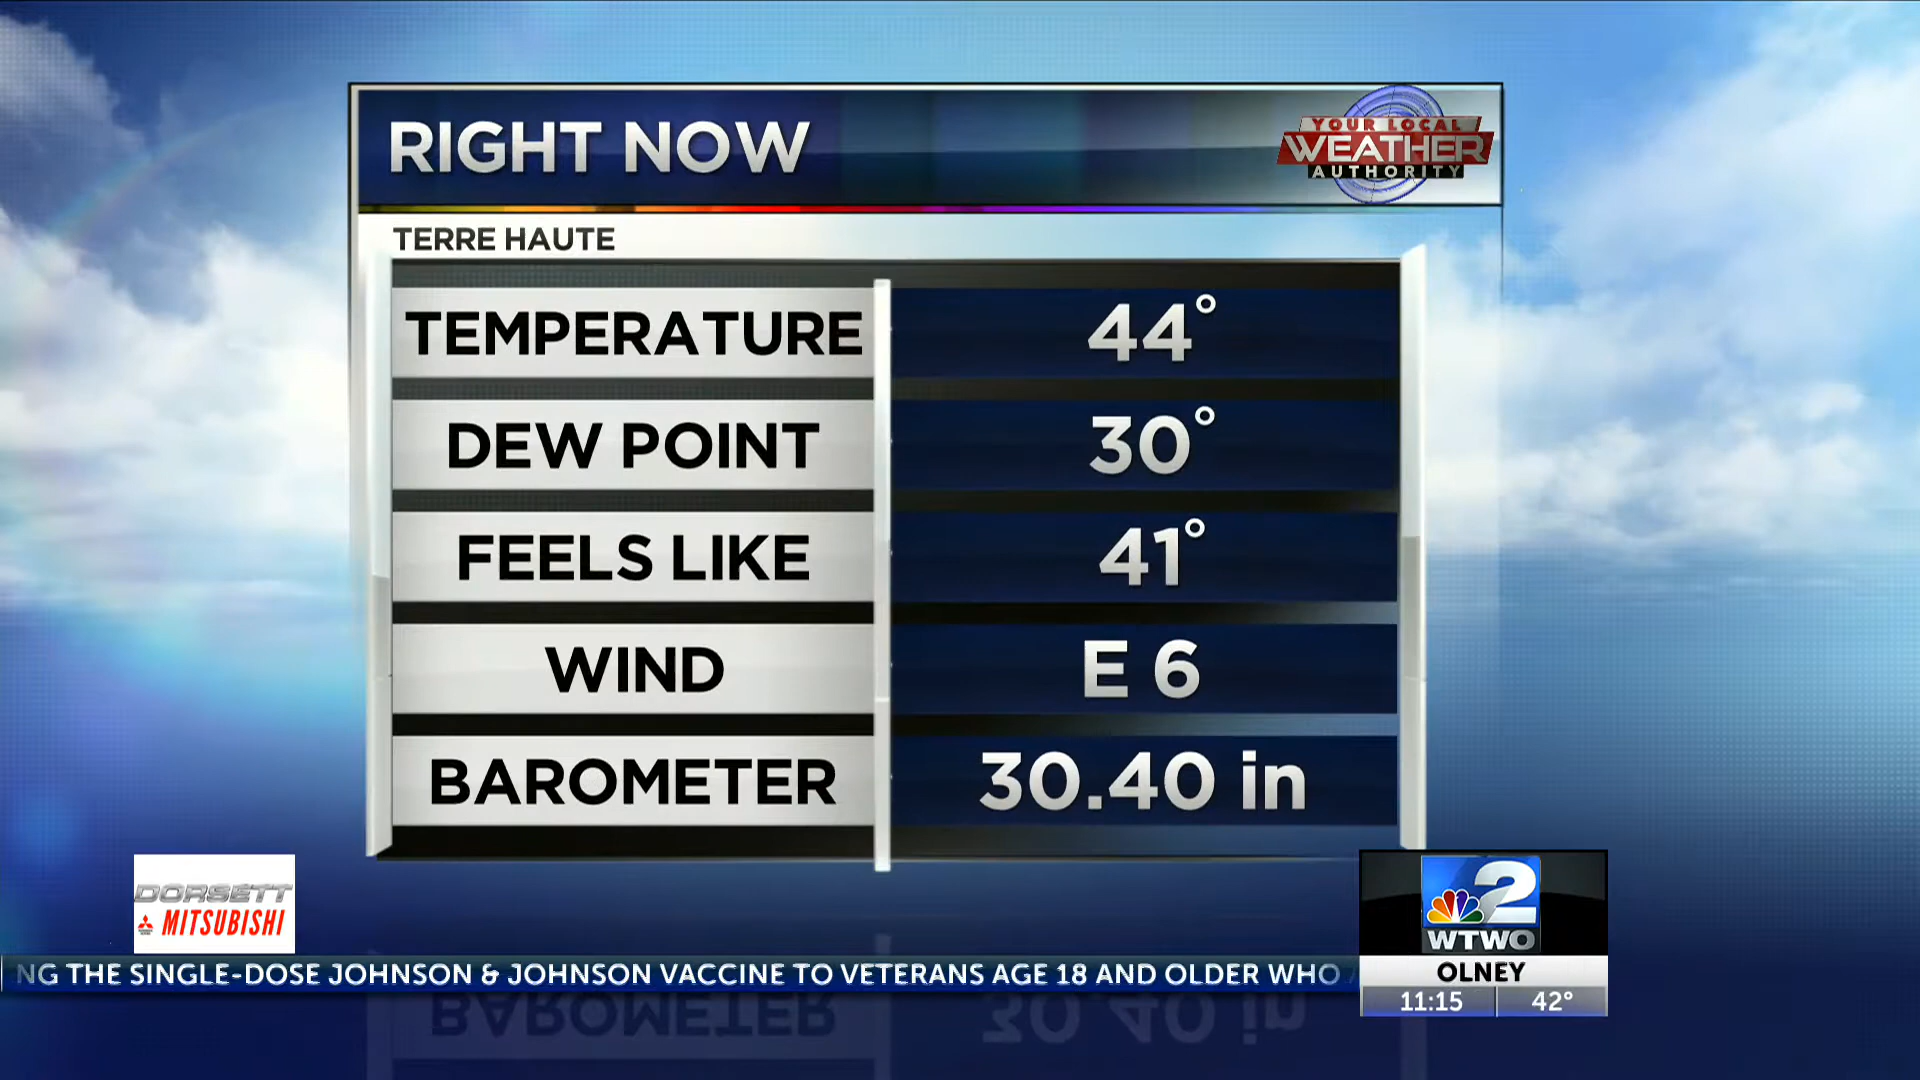 RIGHT NOW
YOUR LOCAL
WEATHER
AUTHORITY
TERRE HAUTE
TEMPERATURE 44°
DEW POINT 30°
FEELS LIKE 41°
WIND E 6
BAROMETER 30.40 in
DORSETT
MITSUBISHI
2
WTWO
NG THE SINGLE-DOSE JOHNSON & JOHNSON VACCINE TO VETERANS AGE 18 AND OLDER WHO
OLNEY
11:15 42°